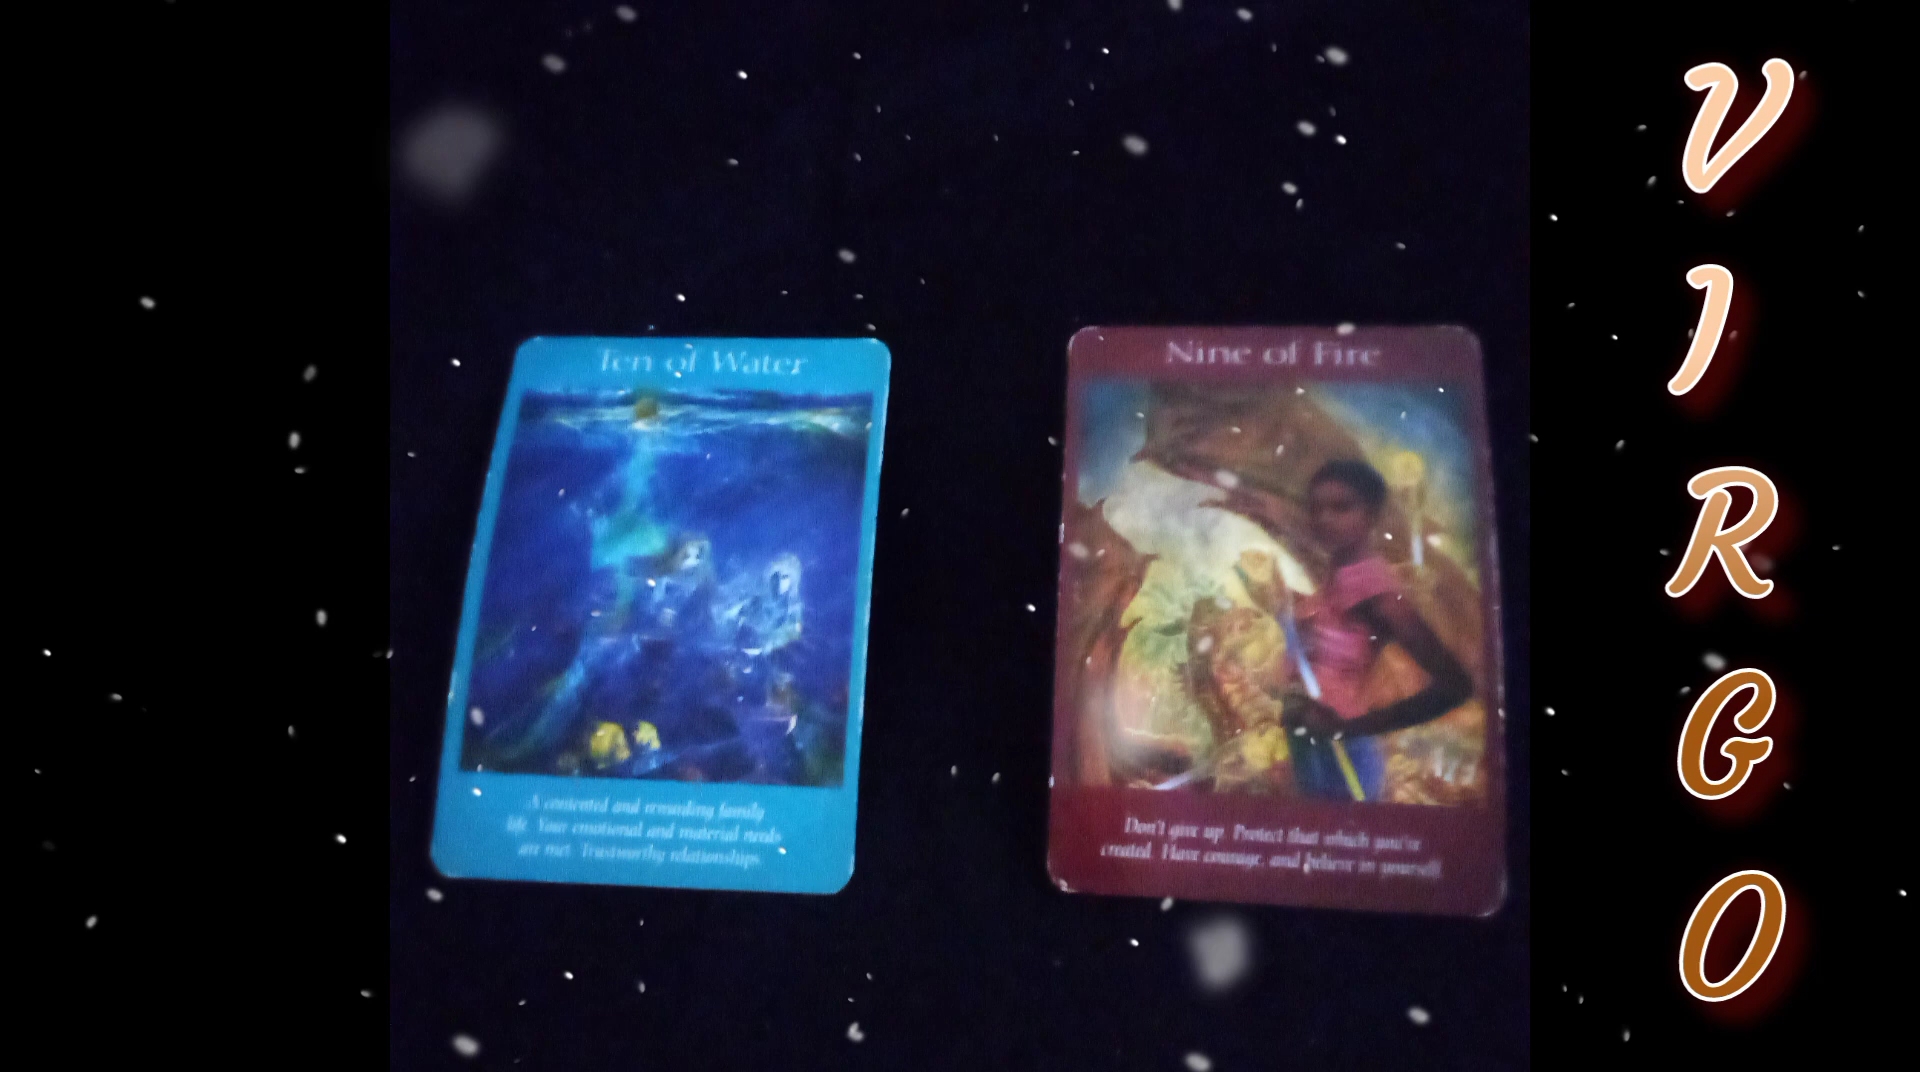 Ten of Water
A contented and rewarding family
life. Your emotional and material needs
are met. Trustworthy relationships.
Nine of Fire
Don't give up. Protect that which you've
created. Have courage, and believe in yourself.
VIRGO